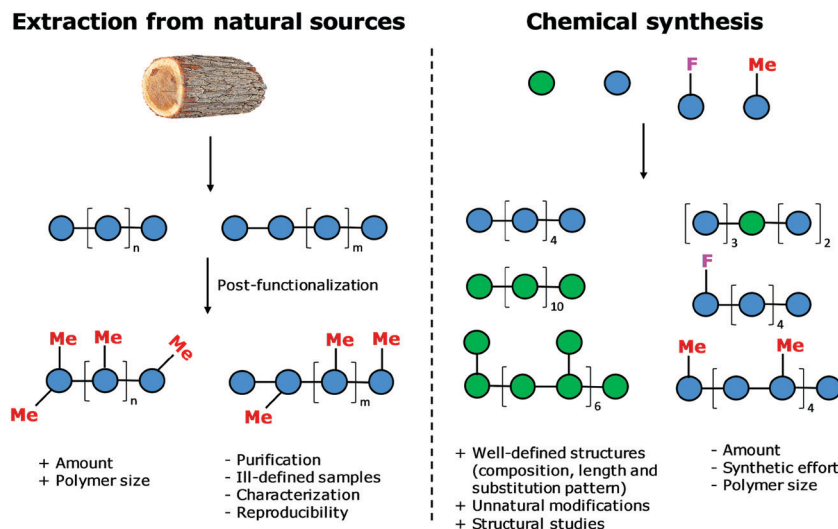 Extraction from natural sources
n
m
Post-functionalization
Me
Me
Me
Me
n
Me
Me
Me
m
+ Amount
+ Polymer size
- Purification
- Ill-defined samples
- Characterization
- Reproducibility
Chemical synthesis
F
Me
4
3
2
10
F
4
6
Me
Me
4
+ Well-defined structures
(composition, length and
substitution pattern)
+ Unnatural modifications
+ Structural studies
- Amount
- Synthetic effort
- Polymer size